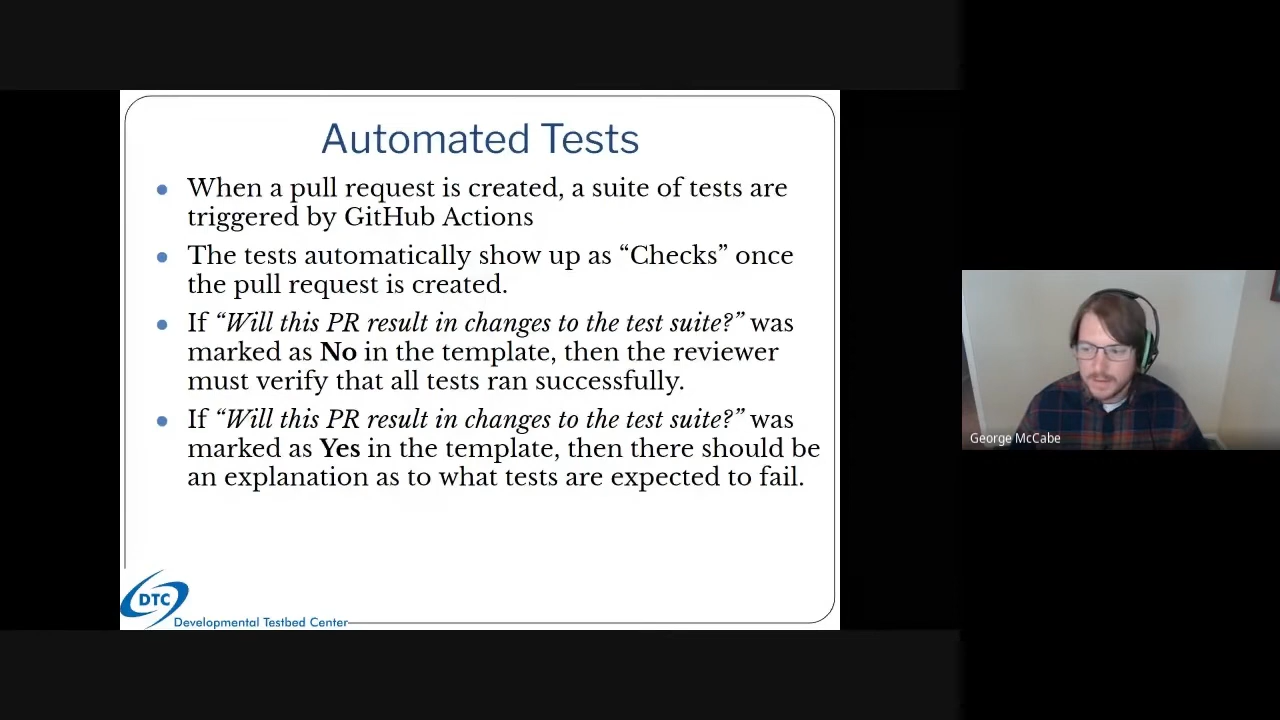 Automated Tests
When a pull request is created, a suite of tests are
triggered by GitHub Actions
The tests automatically show up as “Checks” once
the pull request is created.
If “Will this PR result in changes to the test suite?” was
marked as No in the template, then the reviewer
must verify that all tests ran successfully.
If “Will this PR result in changes to the test suite?” was
marked as Yes in the template, then there should be
an explanation as to what tests are expected to fail.
DTC
Developmental Testbed Center
George McCabe